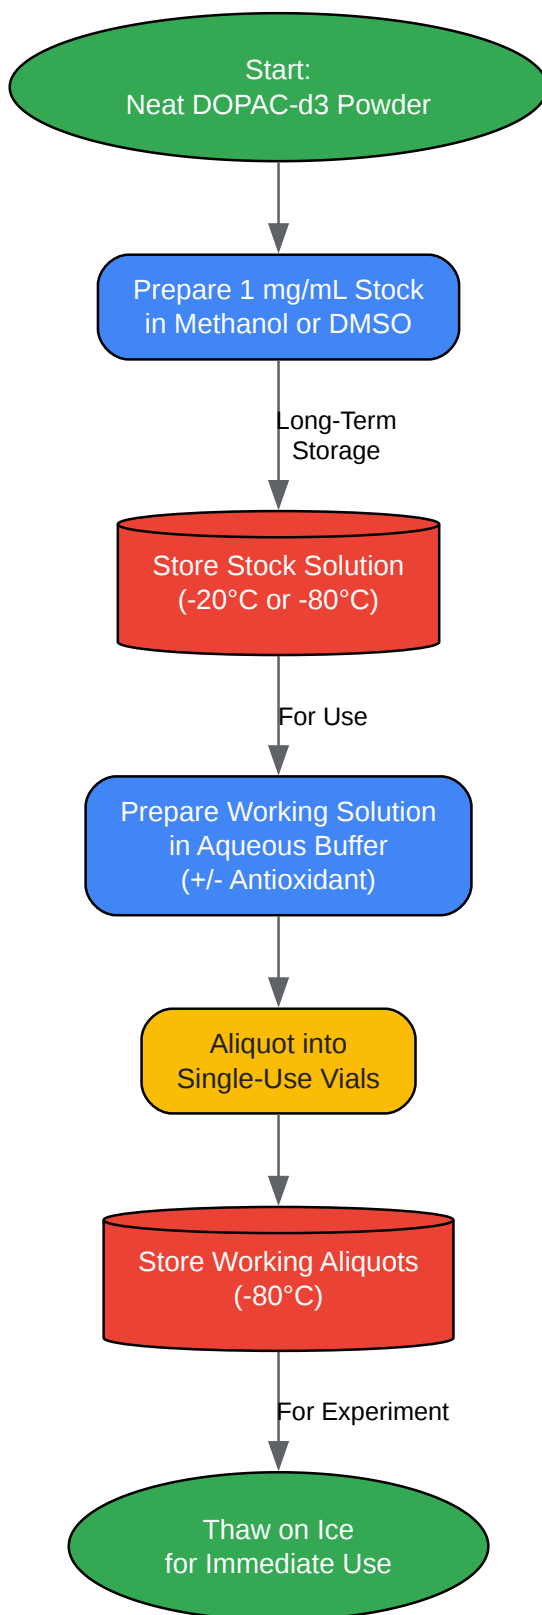 Start:
Neat DOPAC-d3 Powder
Prepare 1 mg/mL Stock
in Methanol or DMSO
Long-Term
Storage
Store Stock Solution
(-20°C or -80°C)
For Use
Prepare Working Solution
in Aqueous Buffer
(+/- Antioxidant)
Aliquot into
Single-Use Vials
Store Working Aliquots
(-80°C)
For Experiment
Thaw on Ice
for Immediate Use